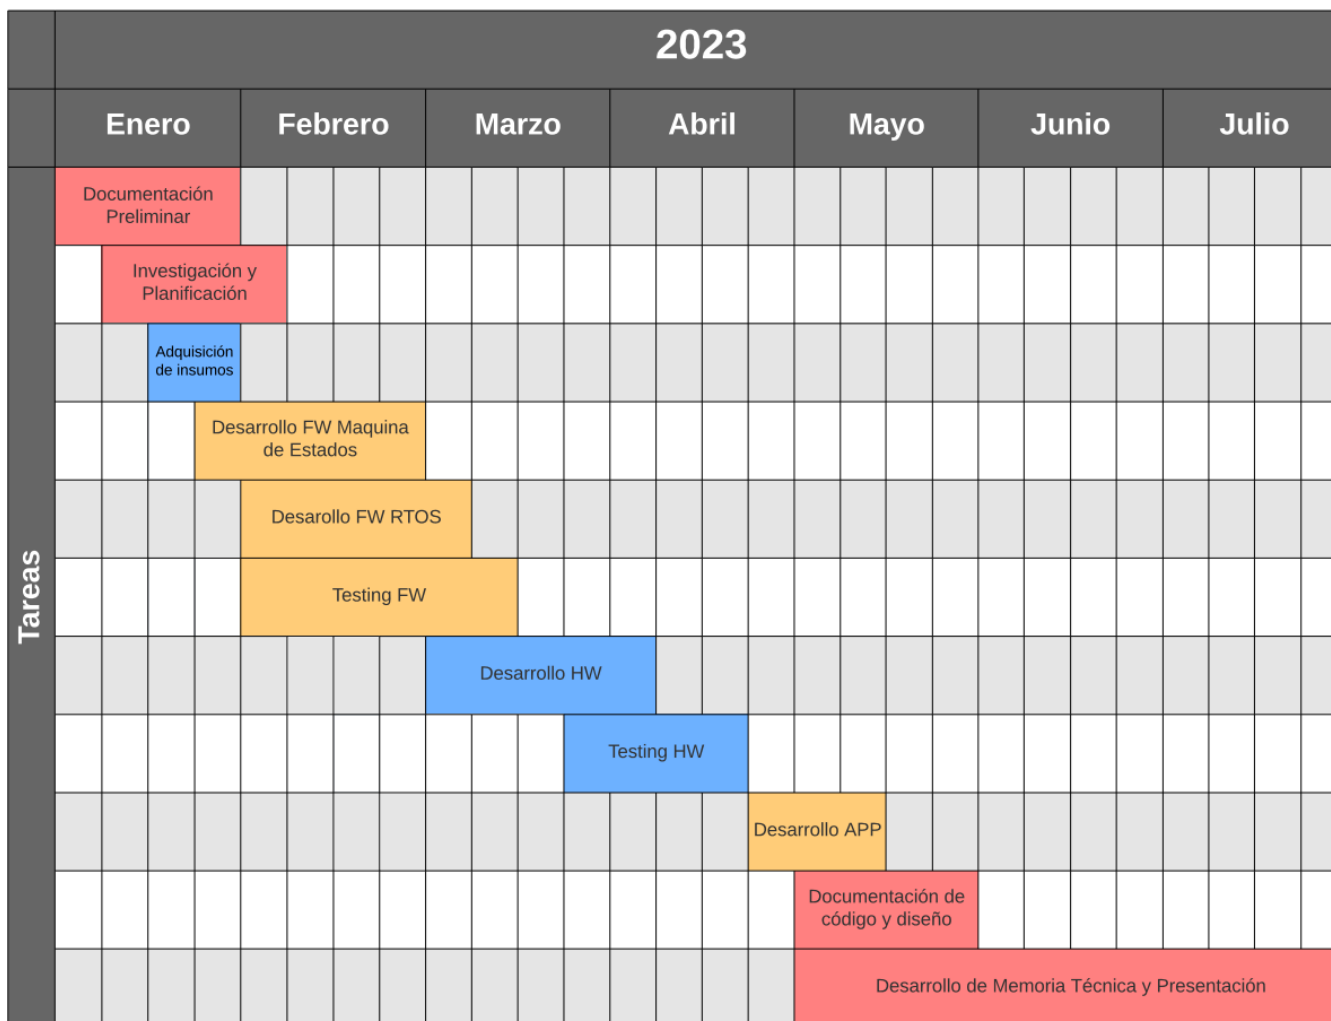 2023
Enero
Febrero
Marzo
Abril
Mayo
Junio
Julio
Tareas
Documentación
Preliminar
Investigación y
Planificación
Adquisición
de insumos
Desarrollo FW Maquina
de Estados
Desarollo FW RTOS
Testing FW
Desarrollo HW
Testing HW
Desarrollo APP
Documentación de
código y diseño
Desarrollo de Memoria Técnica y Presentación